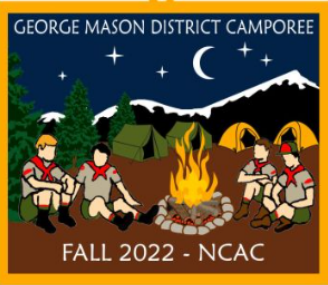 GEORGE MASON DISTRICT CAMPOREE
FALL 2022 - NCAC